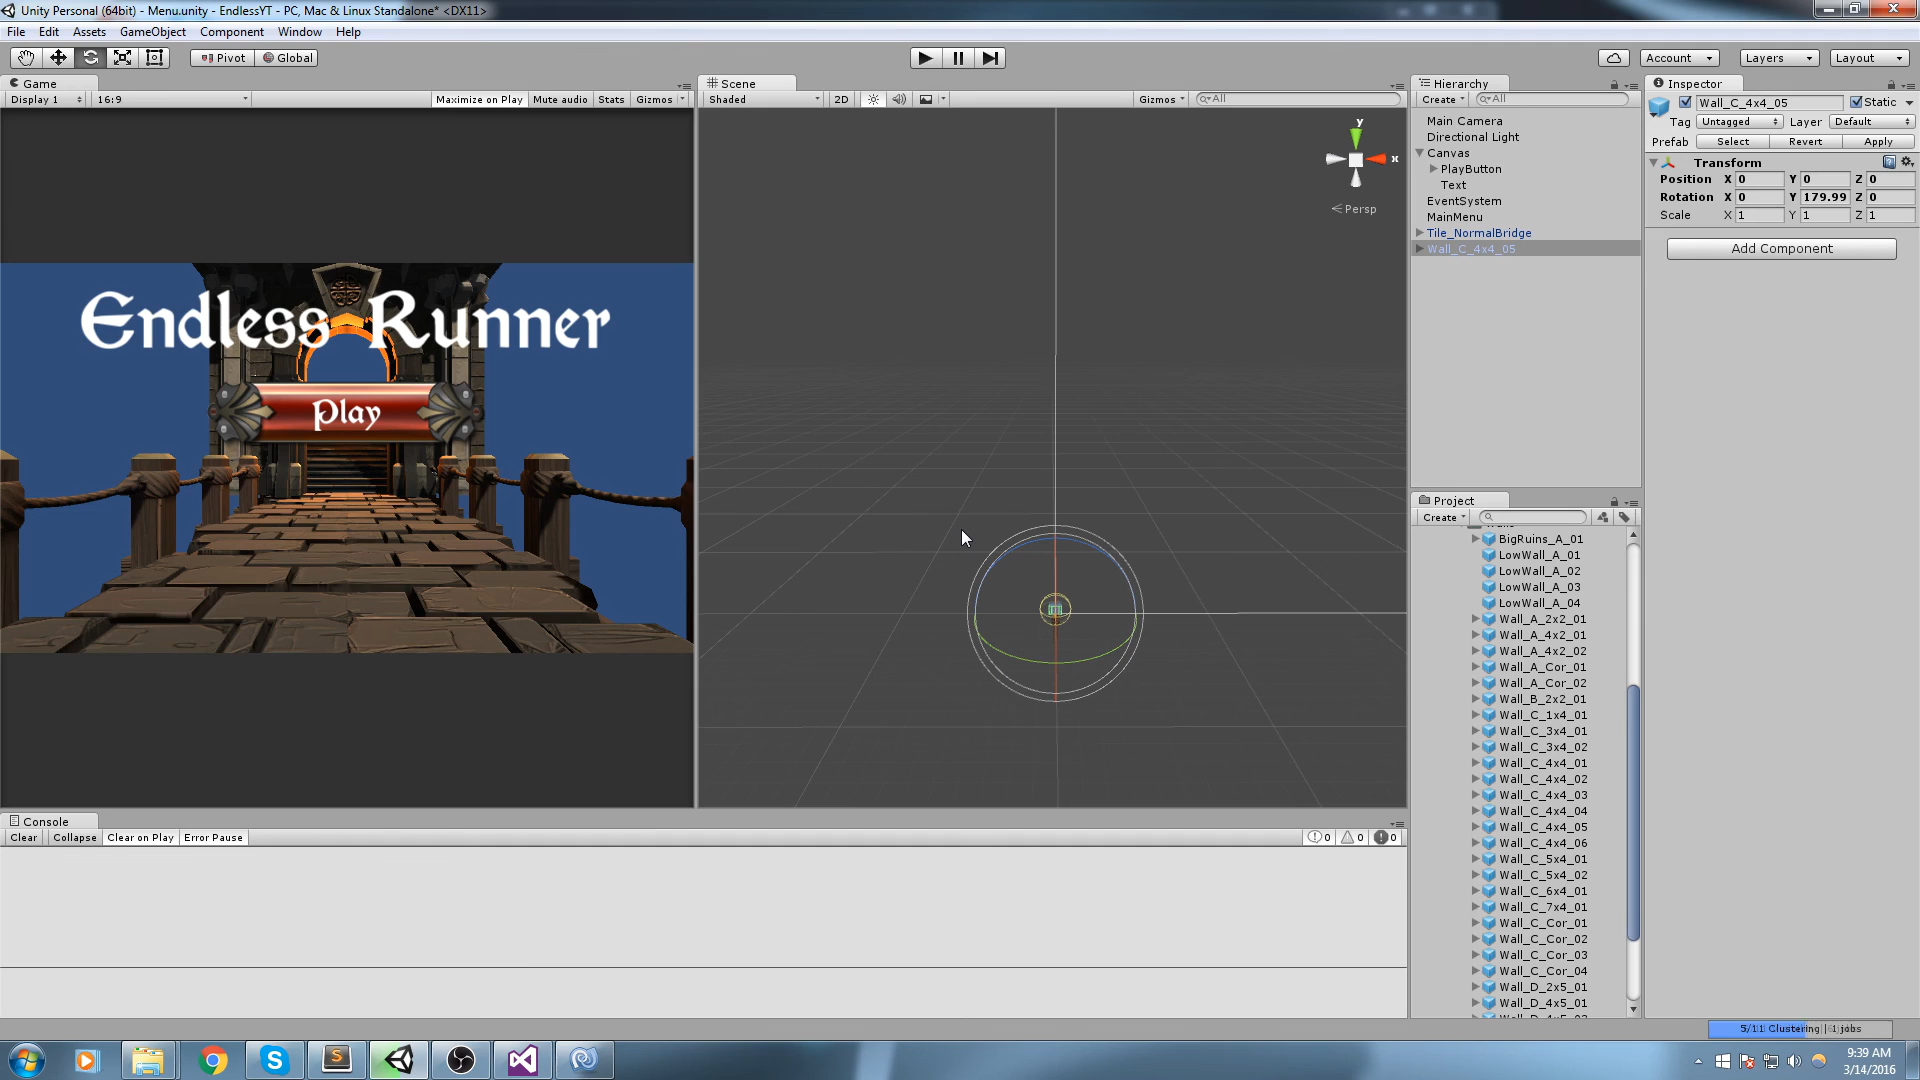 Unity Personal (64bit) - Menu.unity - EndlessYT - PC, Mac & Linux Standalone* <DX11>
File Edit Assets GameObject Component Window Help
Pivot Global Account Layers Layout
Game
Display 1 16:9 Maximize on Play Mute audio Stats Gizmos
Endless Runner
Play
Scene
Shaded 2D Gizmos All
y
x
Persp
Hierarchy
Create All
Main Camera
Directional Light
Canvas
PlayButton
Text
EventSystem
MainMenu
Tile_NormalBridge
Wall_C_4x4_05
Project
Create
BigRuins_A_01
LowWall_A_01
LowWall_A_02
LowWall_A_03
LowWall_A_04
Wall_A_2x2_01
Wall_A_4x2_01
Wall_A_4x2_02
Wall_A_Cor_01
Wall_A_Cor_02
Wall_B_2x2_01
Wall_C_1x4_01
Wall_C_3x4_01
Wall_C_3x4_02
Wall_C_4x4_01
Wall_C_4x4_02
Wall_C_4x4_03
Wall_C_4x4_04
Wall_C_4x4_05
Wall_C_4x4_06
Wall_C_5x4_01
Wall_C_5x4_02
Wall_C_6x4_01
Wall_C_7x4_01
Wall_C_Cor_01
Wall_C_Cor_02
Wall_C_Cor_03
Wall_C_Cor_04
Wall_D_2x5_01
Wall_D_4x5_01
Inspector
Wall_C_4x4_05 Static
Tag Untagged Layer Default
Prefab Select Revert Apply
Transform
Position X 0 Y 0 Z 0
Rotation X 0 Y 179.99 Z 0
Scale X 1 Y 1 Z 1
Add Component
Console
Clear Collapse Clear on Play Error Pause 0 0 0
5/11 Clustering | 1 jobs
9:39 AM
3/14/2016